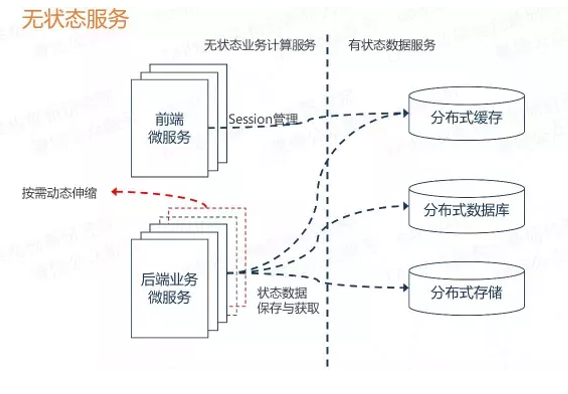 无状态服务
无状态业务计算服务
有状态数据服务
前端
微服务
Session管理
分布式缓存
按需动态伸缩
分布式数据库
后端业务
微服务
状态数据
保存与获取
分布式存储